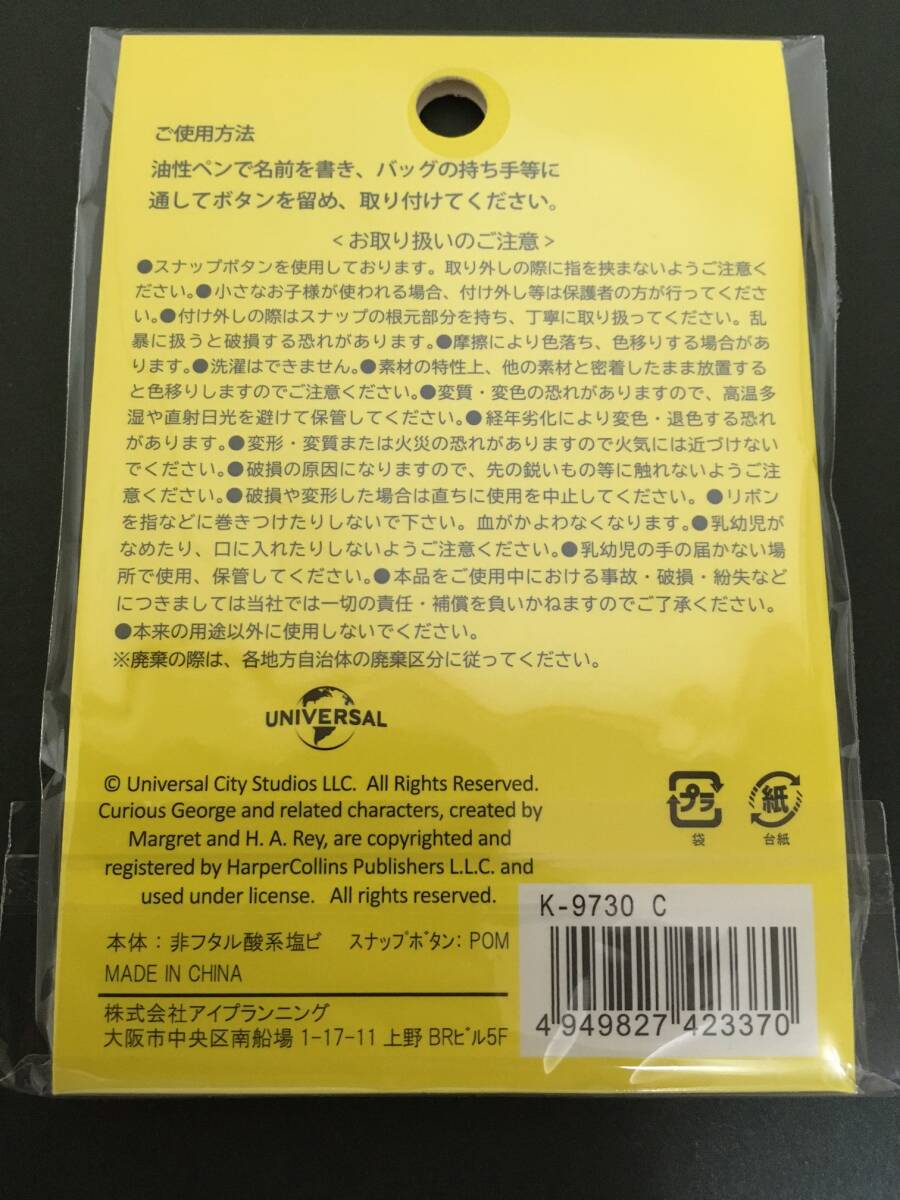 ご使用方法
油性ペンで名前を書き、バッグの持ち手等に
通してボタンを留め、取り付けてください。
<お取り扱いのご注意>
●スナップボタンを使用しております。取り外しの際に指を挟まないようご注意く
ださい。●小さなお子様が使われる場合、付け外し等は保護者の方が行ってくださ
い。●付け外しの際はスナップの根元部分を持ち、丁寧に取り扱ってください。乱
暴に扱うと破損する恐れがあります。●摩擦により色落ち、色移りする場合があ
ります。●洗濯はできません。●素材の特性上、他の素材と密着したまま放置する
と色移りしますのでご注意ください。●変質・変色の恐れがありますので、高温多
湿や直射日光を避けて保管してください。●経年劣化により変色・退色する恐れ
があります。●変形・変質または火災の恐れがありますので火気には近づけない
でください。●破損の原因になりますので、先の鋭いもの等に触れないようご注
意ください。●破損や変形した場合は直ちに使用を中止してください。●リボン
を指などに巻きつけたりしないで下さい。血がかよわなくなります。●乳幼児が
なめたり、口に入れたりしないようご注意ください。●乳幼児の手の届かない場
所で使用、保管してください。●本品をご使用中における事故・破損・紛失など
につきましては当社では一切の責任・補償を負いかねますのでご了承ください。
●本来の用途以外に使用しないでください。
※廃棄の際は、各地方自治体の廃棄区分に従ってください。
UNIVERSAL
© Universal City Studios LLC. All Rights Reserved.
Curious George and related characters, created by
Margret and H. A. Rey, are copyrighted and
registered by HarperCollins Publishers L.L.C. and
used under license. All rights reserved.
プラ
袋
紙
台紙
K-9730 C
4 949827 423370
本体：非フタル酸系塩ビ スナップボタン：POM
MADE IN CHINA
株式会社アイプランニング
大阪市中央区南船場 1-17-11 上野 BRビル5F